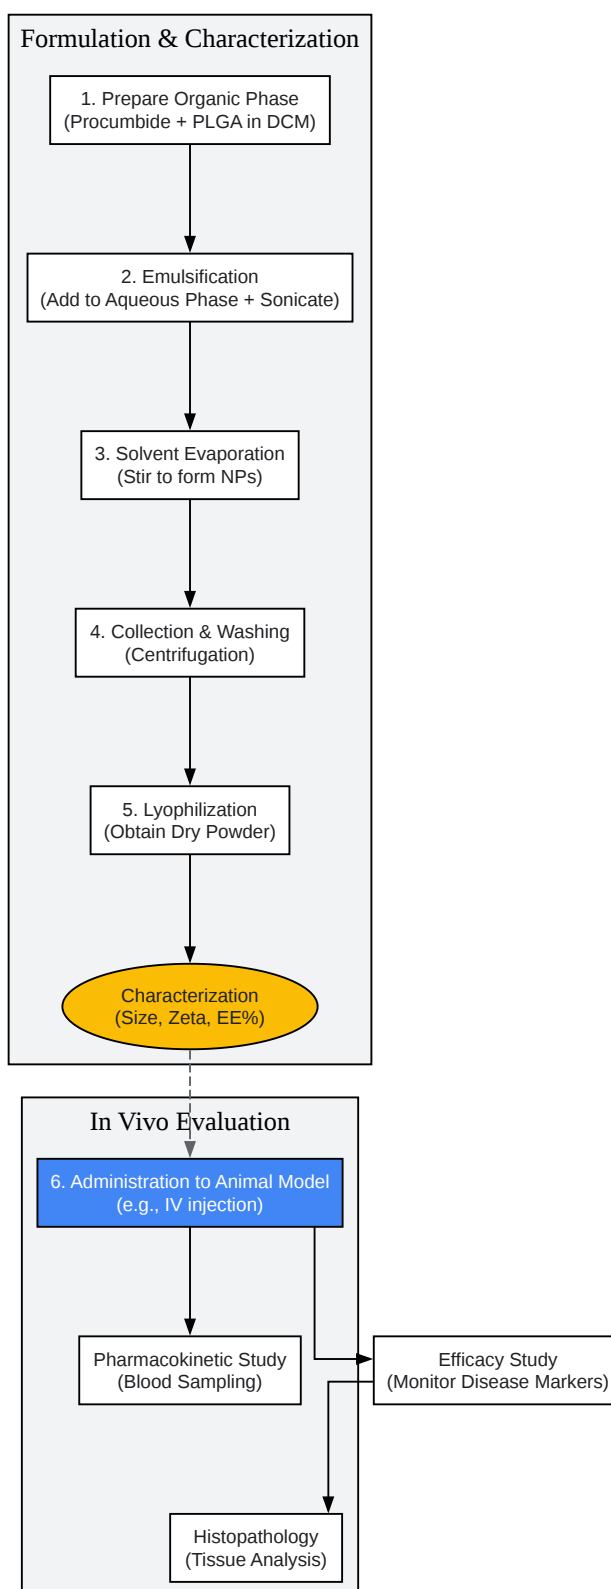 Formulation & Characterization
1. Prepare Organic Phase
(Procumbide + PLGA in DCM)
2. Emulsification
(Add to Aqueous Phase + Sonicate)
3. Solvent Evaporation
(Stir to form NPs)
4. Collection & Washing
(Centrifugation)
5. Lyophilization
(Obtain Dry Powder)
Characterization
(Size, Zeta, EE%)
In Vivo Evaluation
6. Administration to Animal Model
(e.g., IV injection)
Pharmacokinetic Study
(Blood Sampling)
Efficacy Study
(Monitor Disease Markers)
Histopathology
(Tissue Analysis)